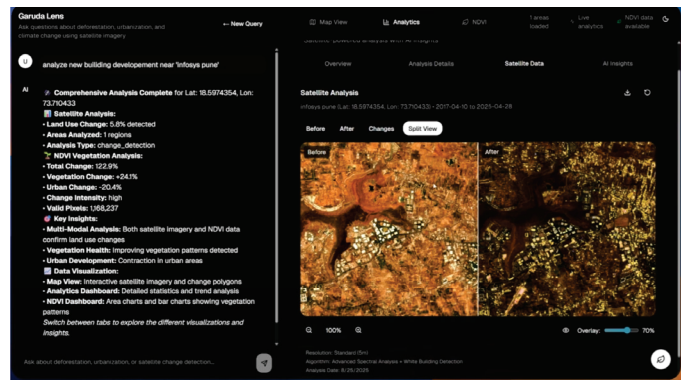 Garuda Lens
Ask questions about deforestation, urbanization, and
climate change using satellite imagery
← New Query
Map View
Analytics
NDVI
1 areas
loaded
Live
analytics
NDVI data
available
U
analyze new builiding developement near 'infosys pune'
AI
Comprehensive Analysis Complete for Lat: 18.5974354, Lon:
73.710433
Satellite Analysis:
• Land Use Change: 5.8% detected
• Areas Analyzed: 1 regions
• Analysis Type: change_detection
NDVI Vegetation Analysis:
• Total Change: 122.9%
• Vegetation Change: +24.1%
• Urban Change: -20.4%
• Change Intensity: high
• Valid Pixels: 1,168,237
Key Insights:
• Multi-Modal Analysis: Both satellite imagery and NDVI data
confirm land use changes
• Vegetation Health: Improving vegetation patterns detected
• Urban Development: Contraction in urban areas
Data Visualization:
• Map View: Interactive satellite imagery and change polygons
• Analytics Dashboard: Detailed statistics and trend analysis
• NDVI Dashboard: Area charts and bar charts showing vegetation
patterns
Switch between tabs to explore the different visualizations and
insights.
Ask about deforestation, urbanization, or satellite change detection...
Overview
Analysis Details
Satellite Data
AI Insights
Satellite Analysis
infosys pune (Lat: 18.5974354, Lon: 73.710433) • 2017-04-10 to
Before
After
Changes
Split View
Before
After
100%
Overlay:
70%
Resolution: Standard (5m)
Algorithm: Advanced Spectral Analysis + White Building Detection
Analysis Date: 8/25/2025